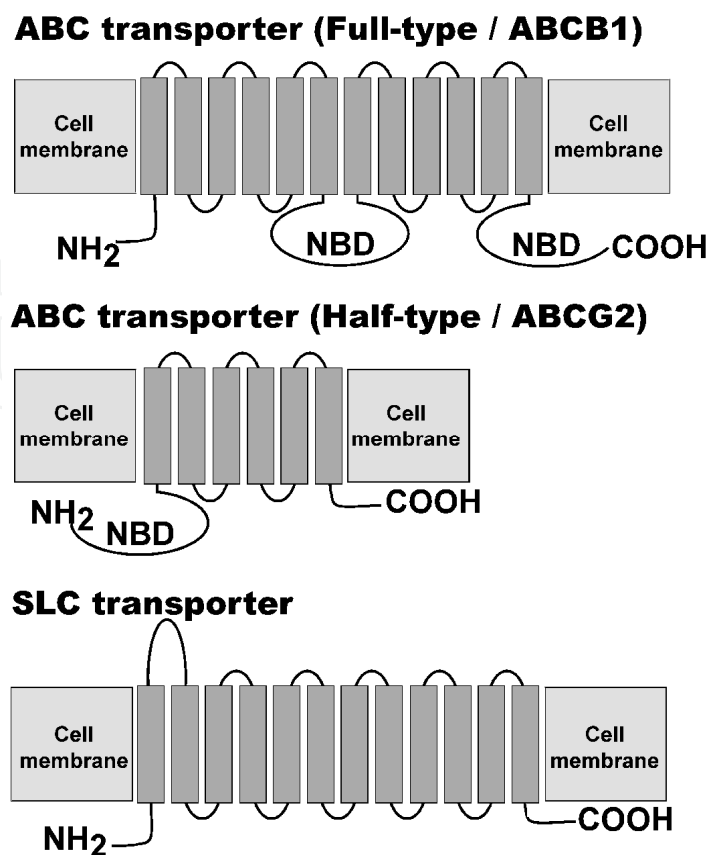 ABC transporter (Full-type / ABCB1)
Cell
membrane
Cell
membrane
NH2
NBD
NBD
COOH
ABC transporter (Half-type / ABCG2)
Cell
membrane
Cell
membrane
NH2
NBD
COOH
SLC transporter
Cell
membrane
Cell
membrane
NH2
COOH